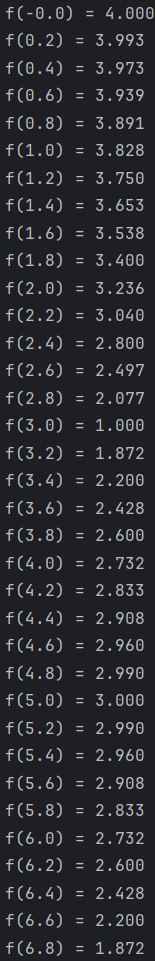 f(-0.0) = 4.000
f(0.2) = 3.993
f(0.4) = 3.973
f(0.6) = 3.939
f(0.8) = 3.891
f(1.0) = 3.828
f(1.2) = 3.750
f(1.4) = 3.653
f(1.6) = 3.538
f(1.8) = 3.400
f(2.0) = 3.236
f(2.2) = 3.040
f(2.4) = 2.800
f(2.6) = 2.497
f(2.8) = 2.077
f(3.0) = 1.000
f(3.2) = 1.872
f(3.4) = 2.200
f(3.6) = 2.428
f(3.8) = 2.600
f(4.0) = 2.732
f(4.2) = 2.833
f(4.4) = 2.908
f(4.6) = 2.960
f(4.8) = 2.990
f(5.0) = 3.000
f(5.2) = 2.990
f(5.4) = 2.960
f(5.6) = 2.908
f(5.8) = 2.833
f(6.0) = 2.732
f(6.2) = 2.600
f(6.4) = 2.428
f(6.6) = 2.200
f(6.8) = 1.872